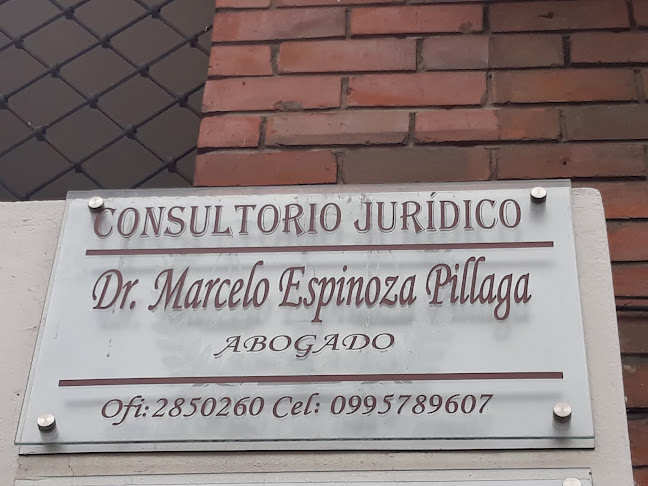 CONSULTORIO JURÍDICO
Dr. Marcelo Espinoza Pillaga
ABOGADO
Ofi:2850260 Cel: 0995789607